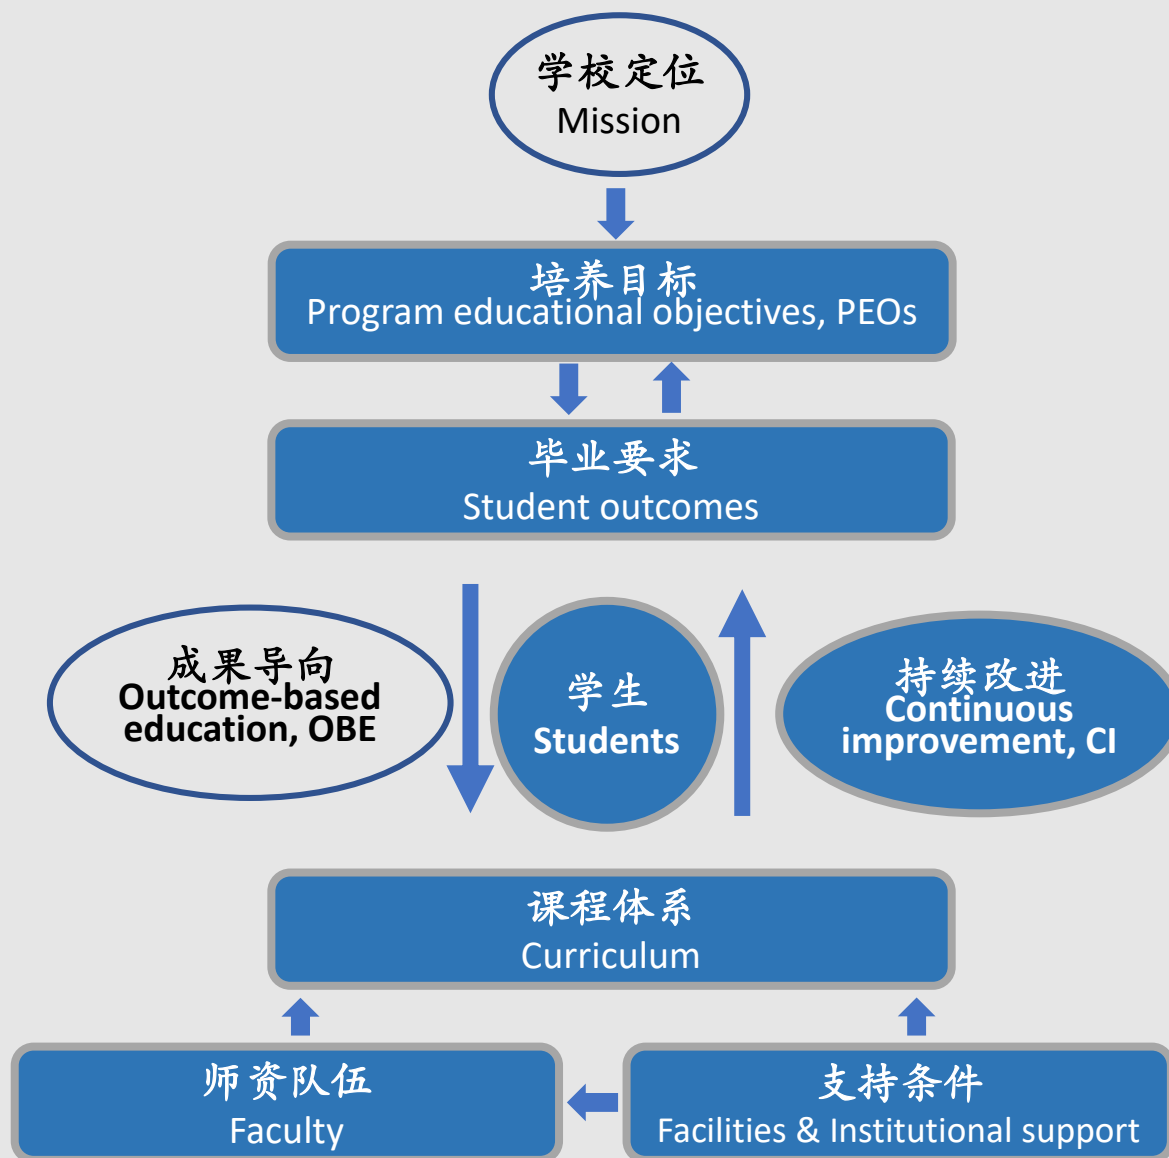 学校定位
Mission
培养目标
Program educational objectives, PEOs
毕业要求
Student outcomes
成果导向
Outcome-based
education, OBE
学生
Students
持续改进
Continuous
improvement, CI
课程体系
Curriculum
师资队伍
Faculty
支持条件
Facilities & Institutional support